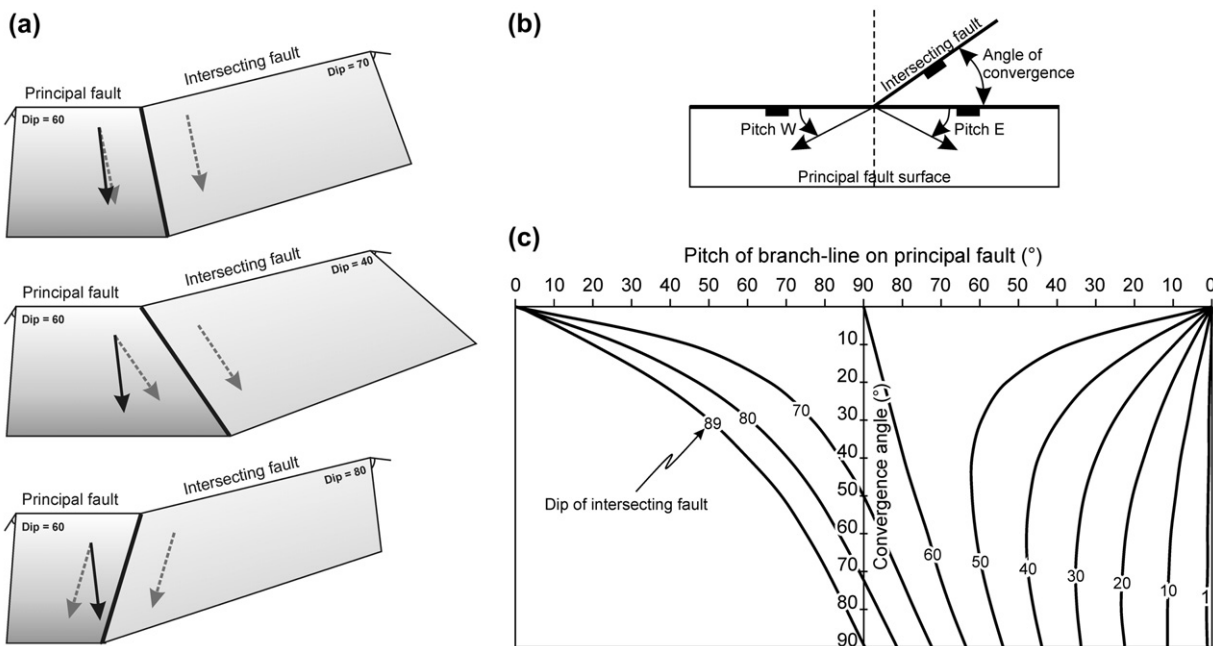 (a)
Intersecting fault
Dip = 70
Principal fault
Dip = 60
Intersecting fault
Dip = 40
Principal fault
Dip = 60
Intersecting fault
Dip = 80
Principal fault
Dip = 60
(b)
Intersecting fault
Angle of
convergence
Pitch W
Pitch E
Principal fault surface
(c)
Pitch of branch-line on principal fault (°)
0 10 20 30 40 50 60 70 80 90 80 70 60 50 40 30 20 10 0
10
20
30
40
50
60
70
80
90
Convergence angle (°)
89
80
70
60
50
40
30
20
10
1
Dip of intersecting fault